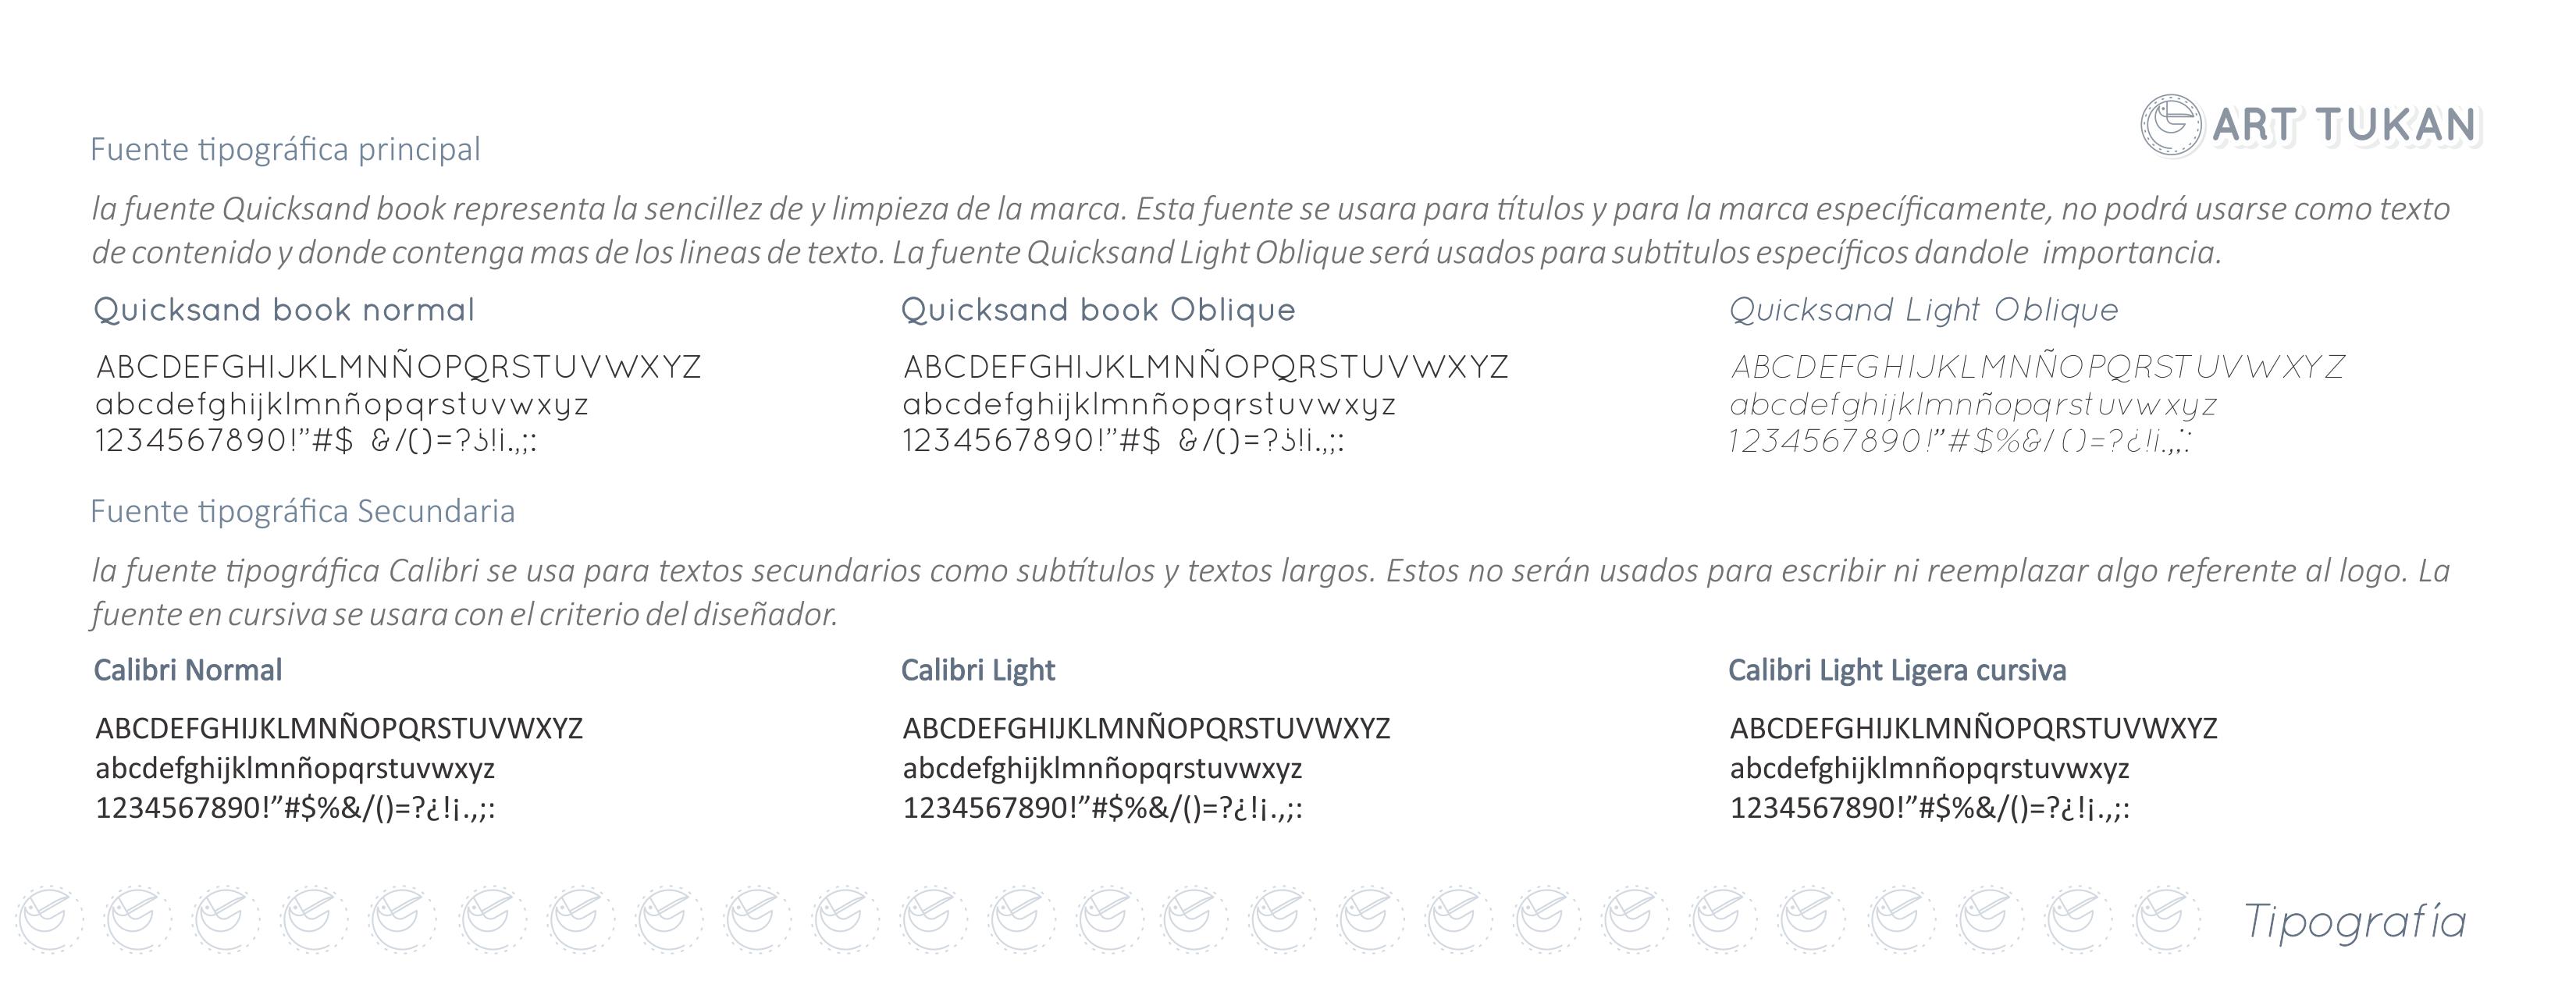 ART TUKAN
Fuente tipográfica principal
la fuente Quicksand book representa la sencillez de y limpieza de la marca. Esta fuente se usara para títulos y para la marca específicamente, no podrá usarse como texto
de contenido y donde contenga mas de los lineas de texto. La fuente Quicksand Light Oblique será usados para subtitulos específicos dandole importancia.
Quicksand book normal
ABCDEFGHIJKLMNÑOPQRSTUVWXYZ
abcdefghijklmnñopqrstuvwxyz
1234567890!”#$ &/()=?¿!i.,;:
Quicksand book Oblique
ABCDEFGHIJKLMNÑOPQRSTUVWXYZ
abcdefghijklmnñopqrstuvwxyz
1234567890!”#$ &/()=?¿!i.,;:
Quicksand Light Oblique
ABCDEFGHIJKLMNÑOPQRSTUVWXYZ
abcdefghijklmnñopqrstuvwxyz
1234567890!”#$%&/()=?¿!i.,;:
Fuente tipográfica Secundaria
la fuente tipográfica Calibri se usa para textos secundarios como subtítulos y textos largos. Estos no serán usados para escribir ni reemplazar algo referente al logo. La
fuente en cursiva se usara con el criterio del diseñador.
Calibri Normal
ABCDEFGHIJKLMNÑOPQRSTUVWXYZ
abcdefghijklmnñopqrstuvwxyz
1234567890!”#$%&/()=?¿!¡.,;:
Calibri Light
ABCDEFGHIJKLMNÑOPQRSTUVWXYZ
abcdefghijklmnñopqrstuvwxyz
1234567890!”#$%&/()=?¿!¡.,;:
Calibri Light Ligera cursiva
ABCDEFGHIJKLMNÑOPQRSTUVWXYZ
abcdefghijklmnñopqrstuvwxyz
1234567890!”#$%&/()=?¿!¡.,;:
Tipografía